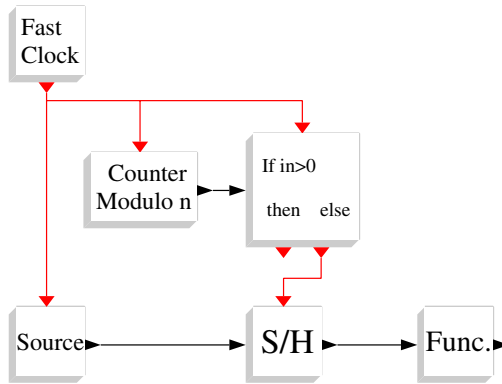 Fast
Clock
Counter
Modulo n
If in>0
then else
Source
S/H
Func.